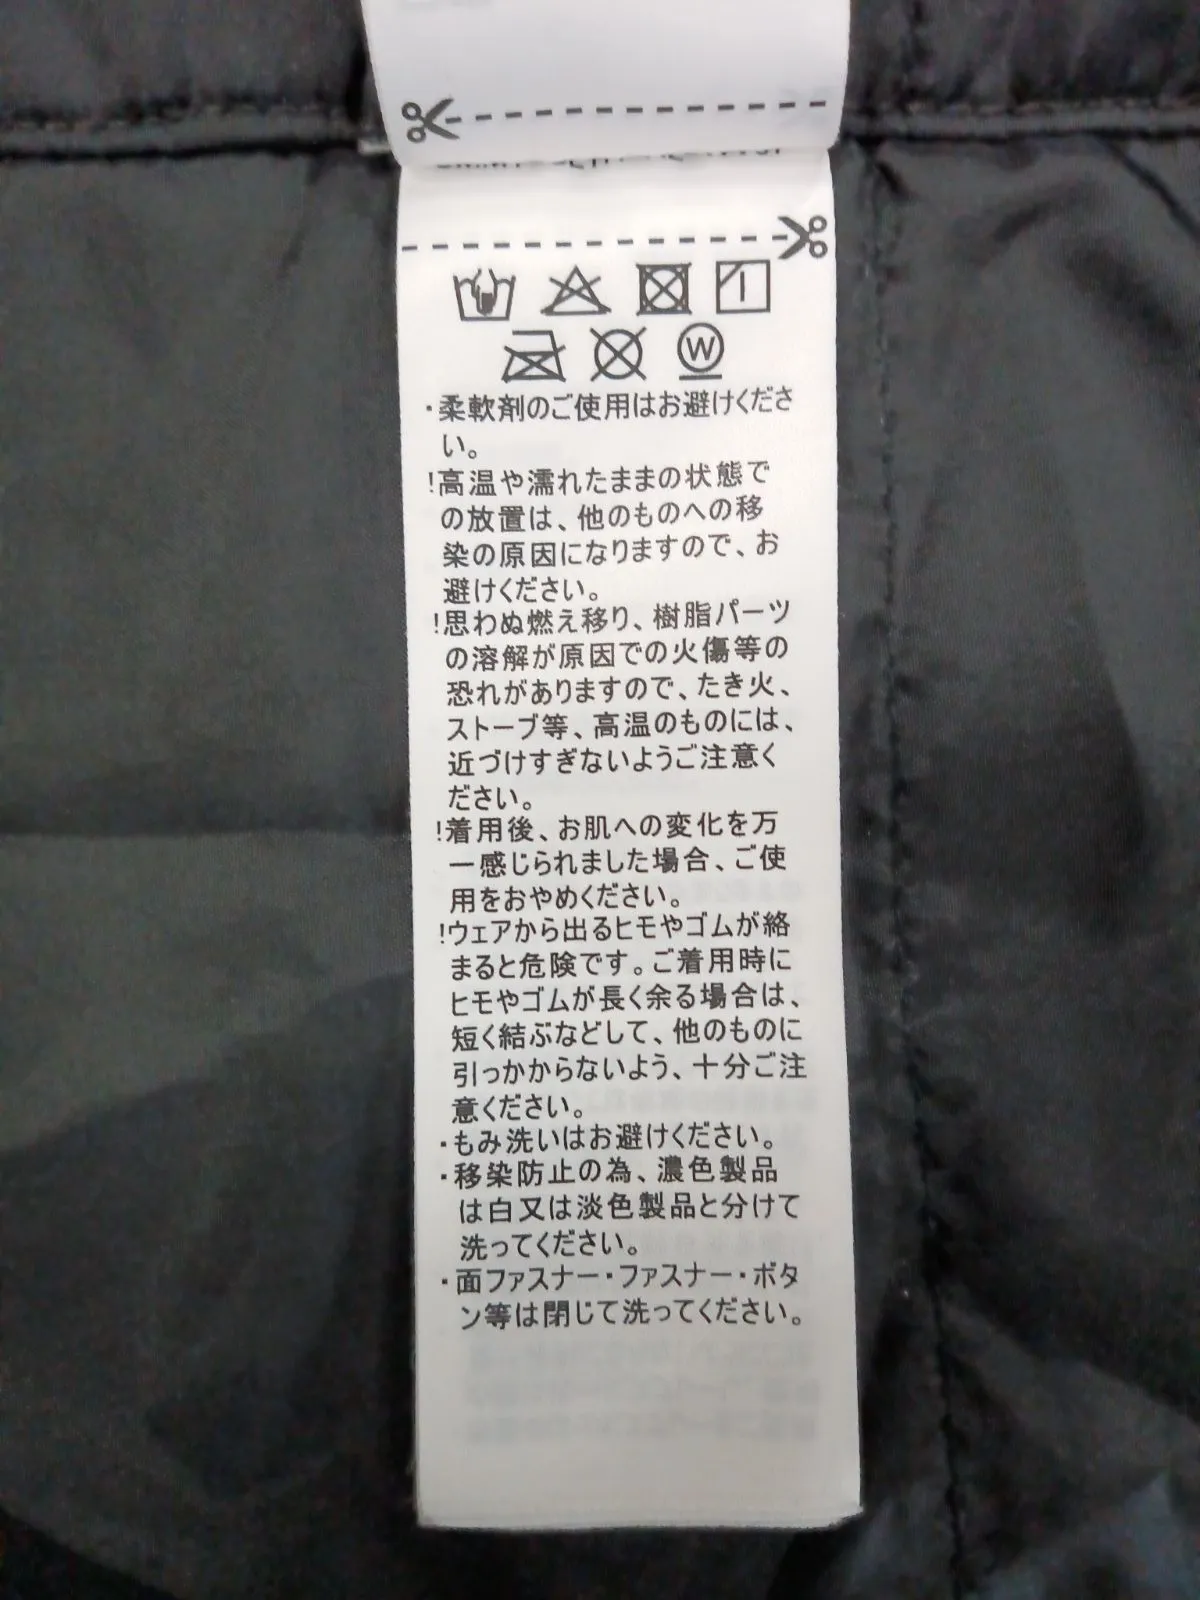 W
・柔軟剤のご使用はお避けくださ
い。
!高温や濡れたままの状態で
の放置は、他のものへの移
染の原因になりますので、お
避けください。
!思わぬ燃え移り、樹脂パーツ
の溶解が原因での火傷等の
恐れがありますので、たき火、
ストーブ等、高温のものには、
近づけすぎないようご注意く
ださい。
!着用後、お肌への変化を万
一感じられました場合、ご使
用をおやめください。
!ウェアから出るヒモやゴムが絡
まると危険です。ご着用時に
ヒモやゴムが長く余る場合は、
短く結ぶなどして、他のものに
引っかからないよう、十分ご注
意ください。
・もみ洗いはお避けください。
・移染防止の為、濃色製品
は白又は淡色製品と分けて
洗ってください。
・面ファスナー・ファスナー・ボタ
ン等は閉じて洗ってください。